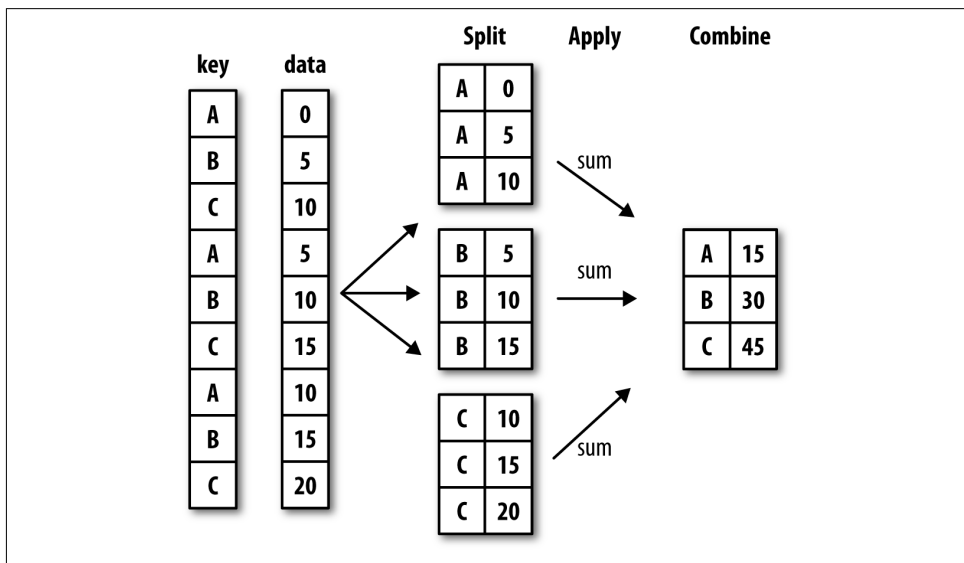 Split Apply Combine
key data
A 0
B 5
C 10
A 5
B 10
C 15
A 10
B 15
C 20
A 0
A 5
A 10
B 5
B 10
B 15
C 10
C 15
C 20
sum
sum
sum
A 15
B 30
C 45